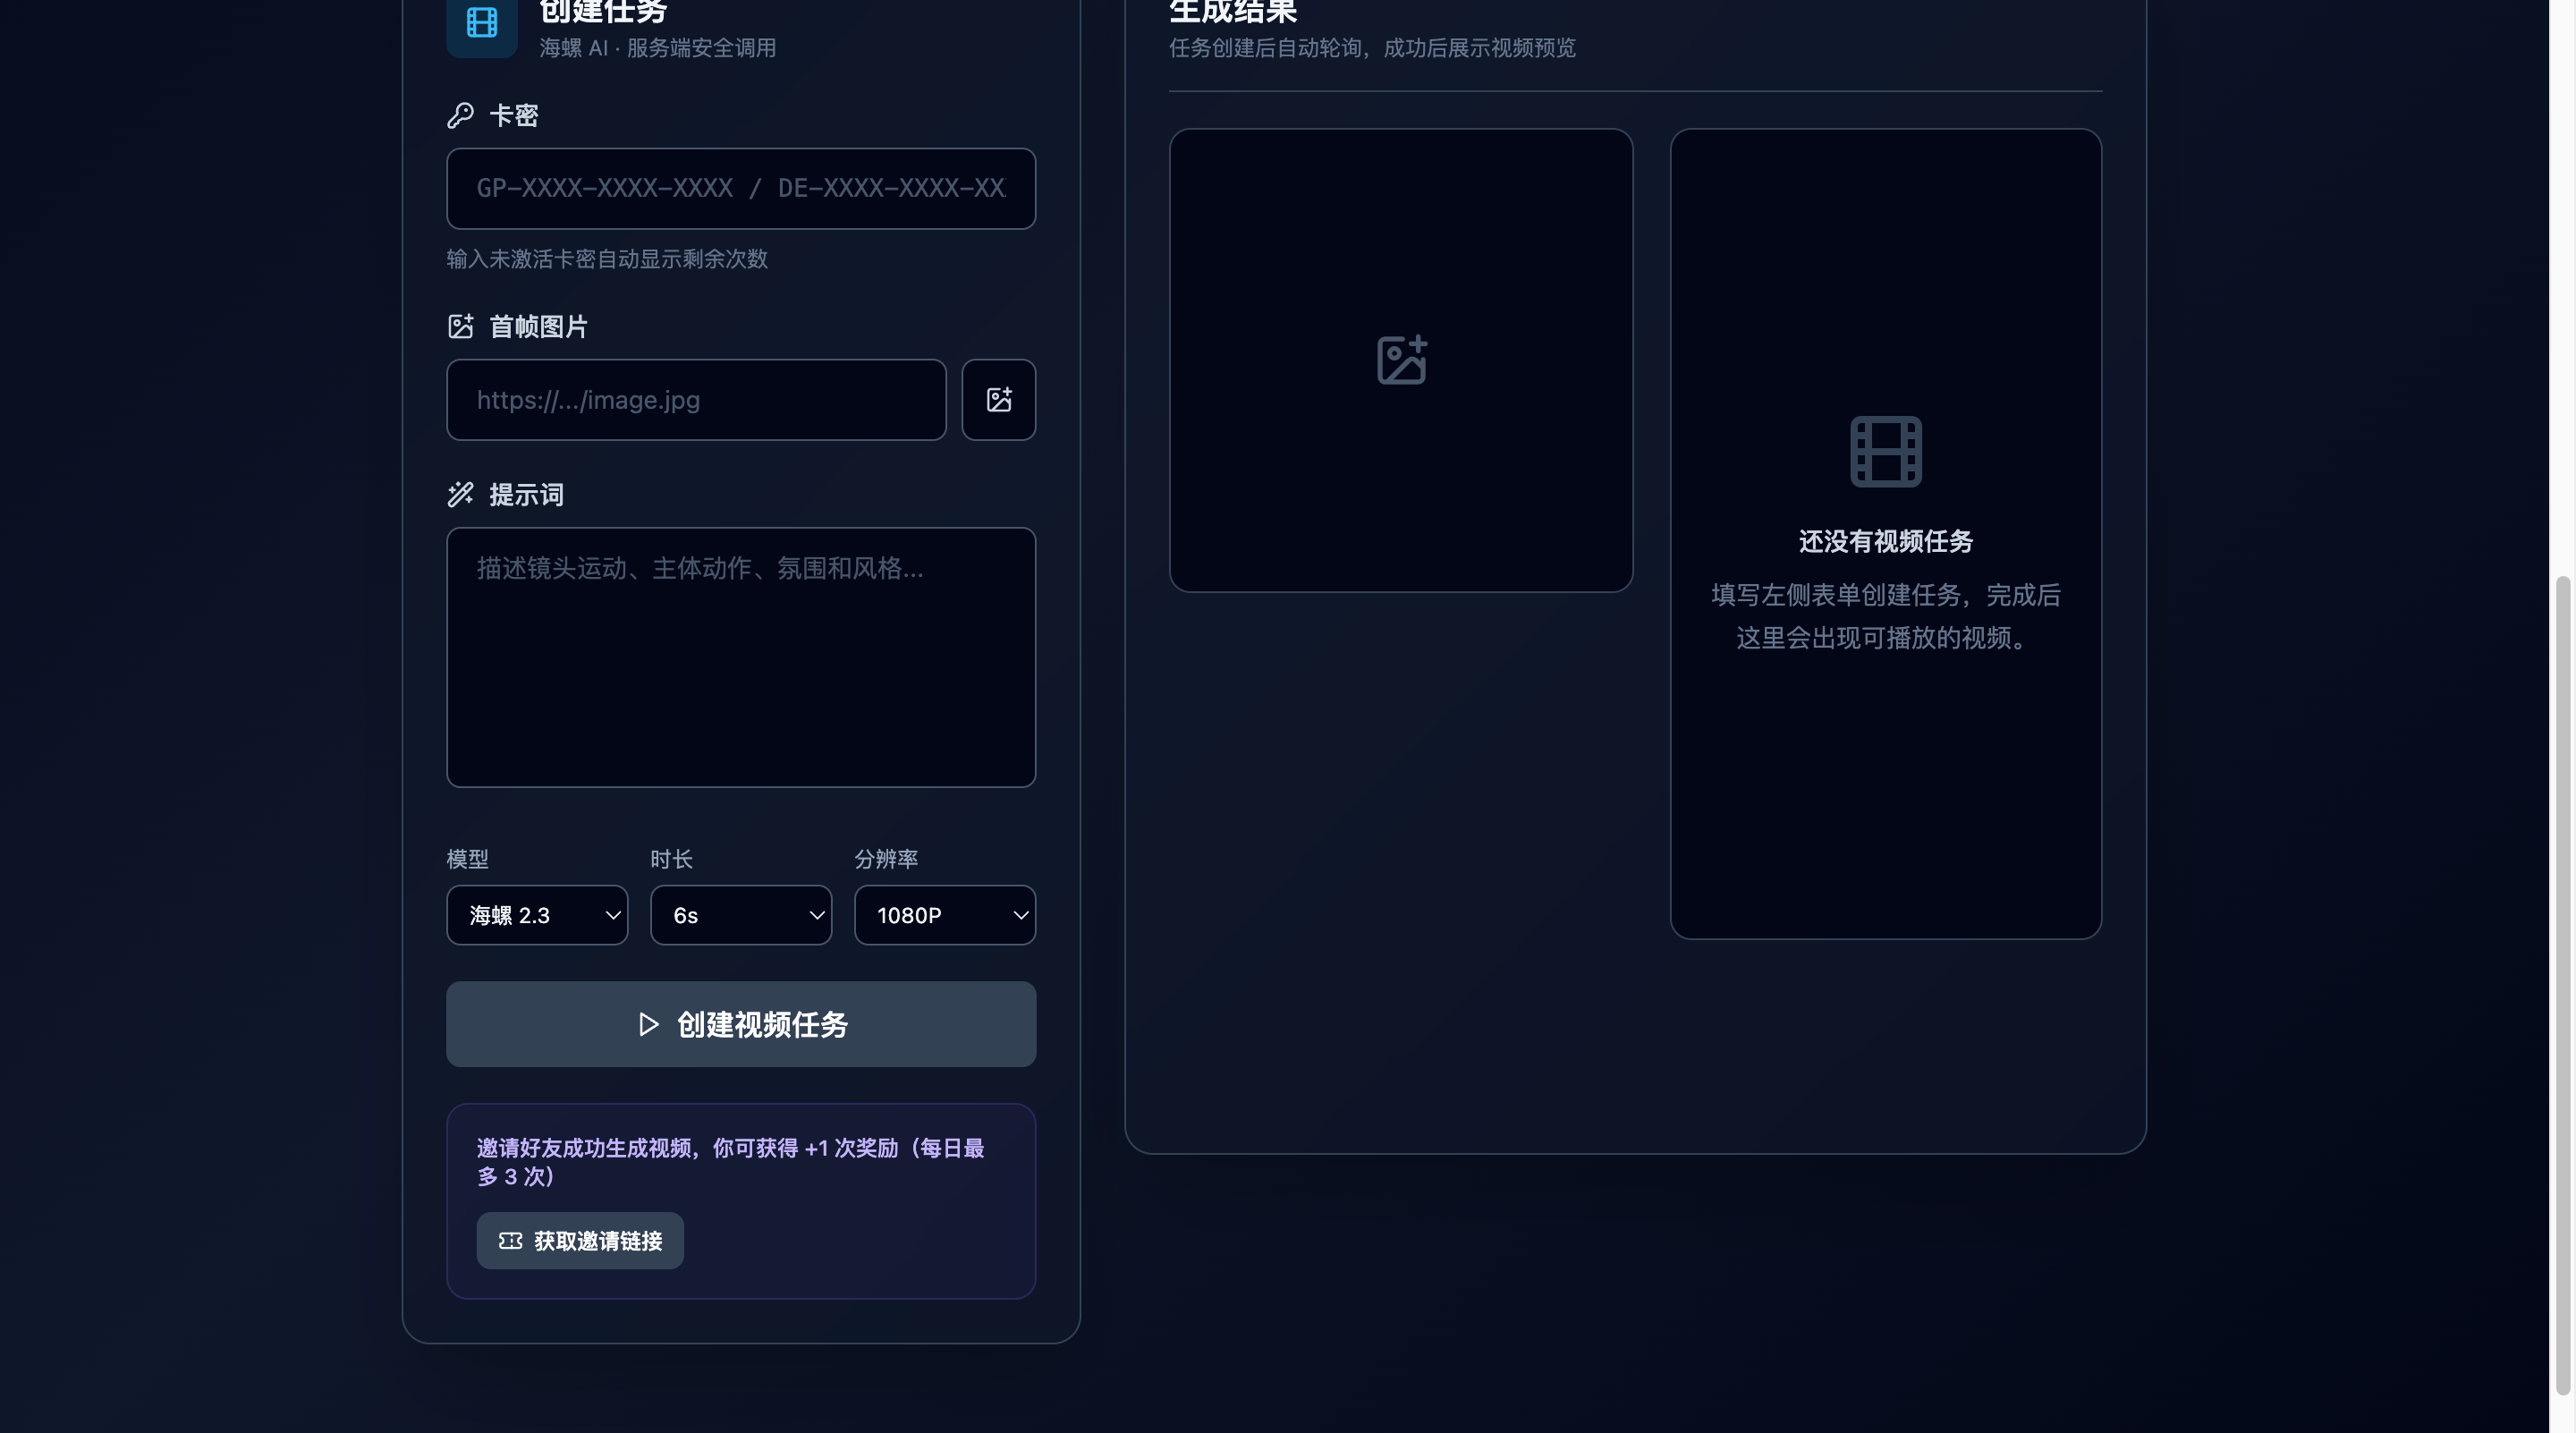 创建任务
海螺 AI · 服务端安全调用
卡密
GP-XXXX-XXXX-XXXX / DE-XXXX-XXXX-XX
输入未激活卡密自动显示剩余次数
首帧图片
https://.../image.jpg
提示词
描述镜头运动、主体动作、氛围和风格...
模型 时长 分辨率
海螺 2.3 6s 1080P
创建视频任务
邀请好友成功生成视频，你可获得 +1 次奖励（每日最
多 3 次）
获取邀请链接
生成结果
任务创建后自动轮询，成功后展示视频预览
还没有视频任务
填写左侧表单创建任务，完成后
这里会出现可播放的视频。